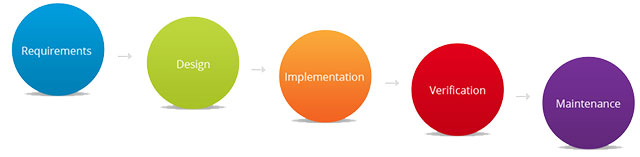 Requirements
Design
Implementation
Verification
Maintenance